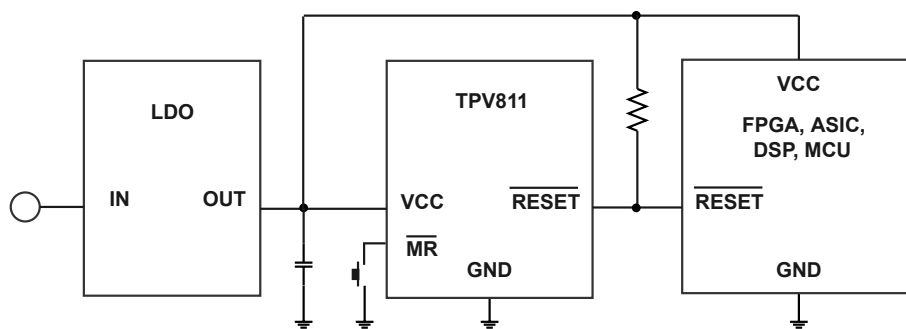 LDO
IN
OUT
TPV811
VCC
RESET
MR
GND
VCC
FPGA, ASIC,
DSP, MCU
RESET
GND